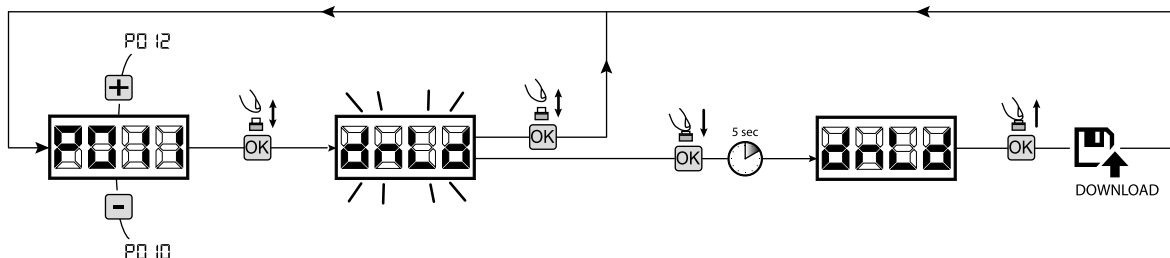 P012
+
P011
OK
dnLd
OK
OK
5 sec
dnLd
OK
DOWNLOAD
-
P010